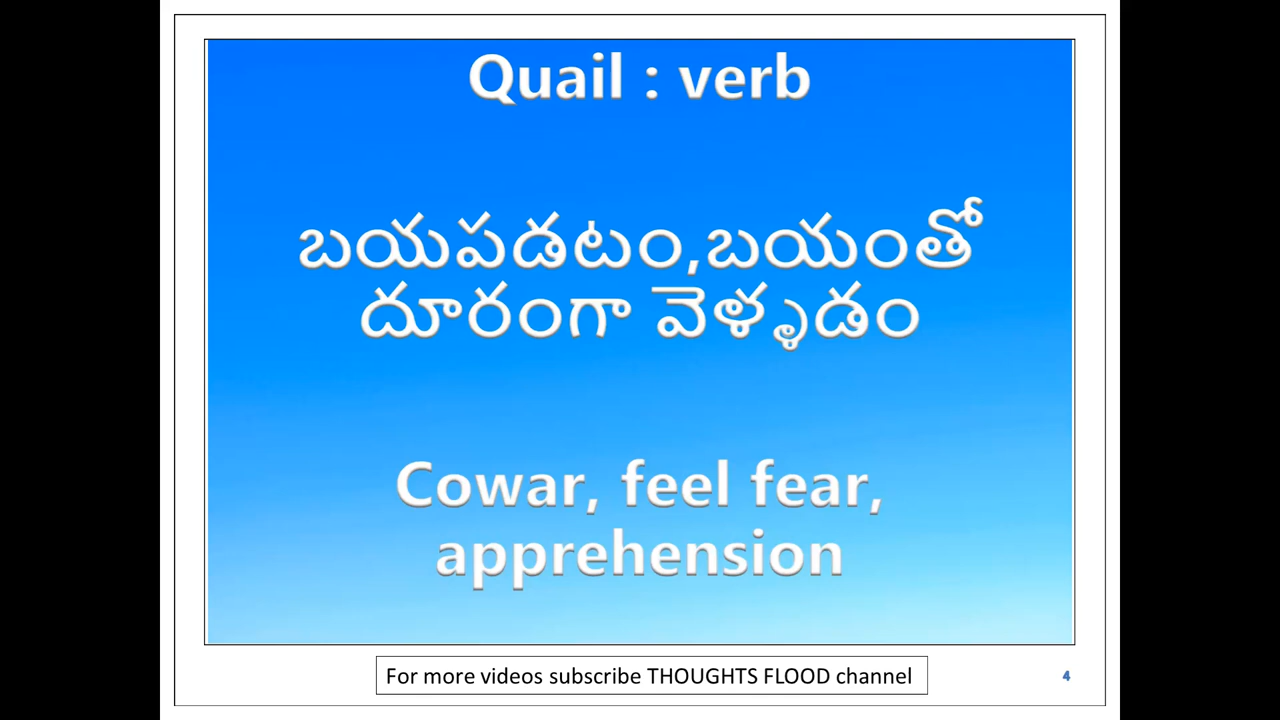 Quail : verb
బయపడటం,బయంతో
దూరంగా వెళ్ళడం
Cowar, feel fear,
apprehension
For more videos subscribe THOUGHTS FLOOD channel
4